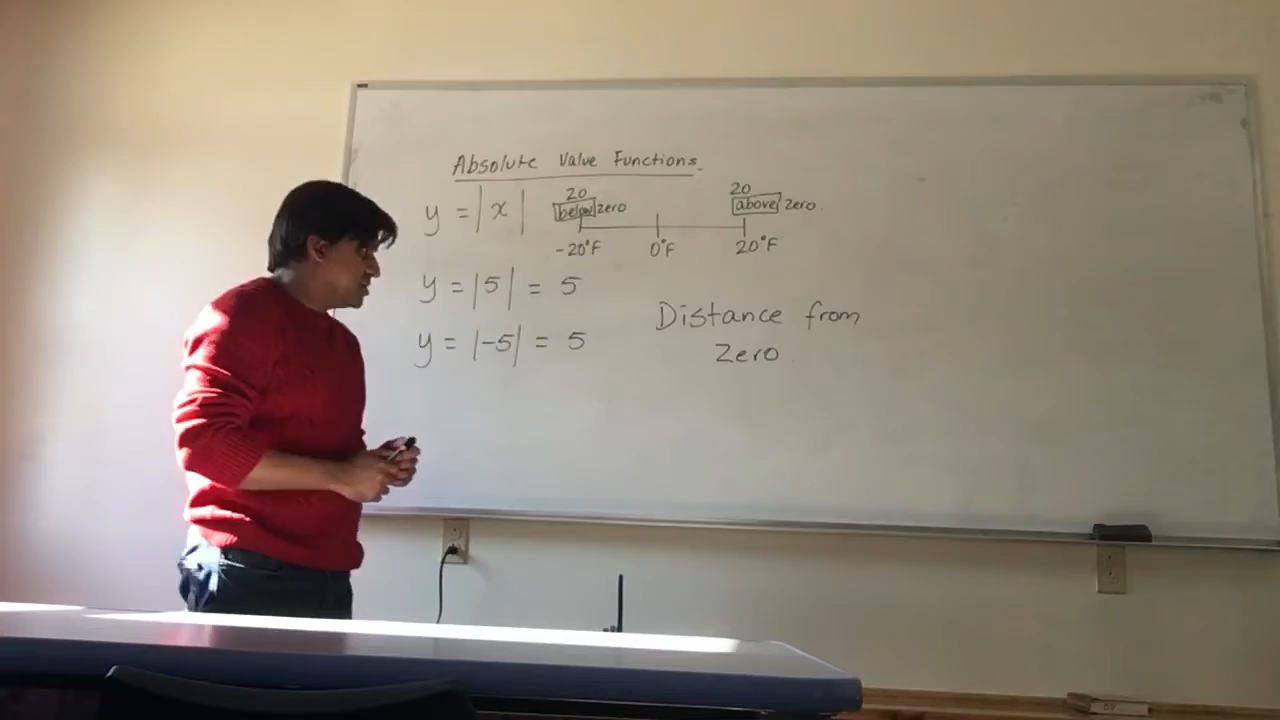 Absolute Value Functions.
y = |x|
20
below zero
20
above zero.
-20°F 0°F 20°F
y = |5| = 5
y = |-5| = 5
Distance from
Zero